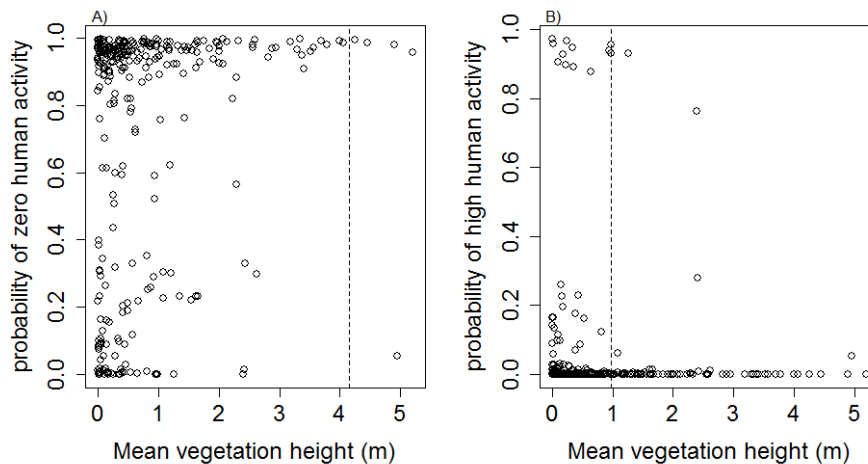 A)
probability of zero human activity
1.0
0.8
0.6
0.4
0.2
0.0
0 1 2 3 4 5
Mean vegetation height (m)
B)
probability of high human activity
1.0
0.8
0.6
0.4
0.2
0.0
0 1 2 3 4 5
Mean vegetation height (m)